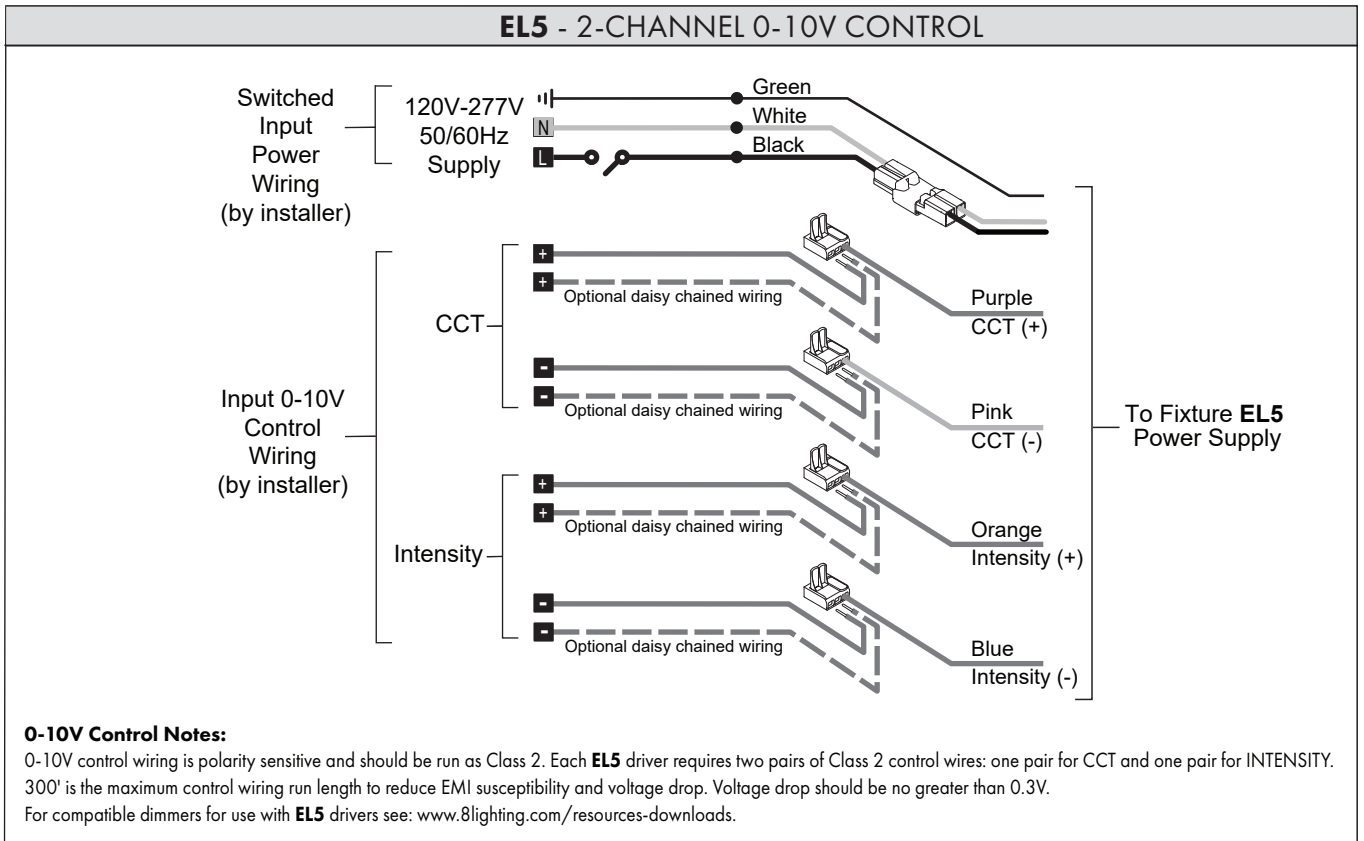 EL5 - 2-CHANNEL 0-10V CONTROL
Switched
Input
Power
Wiring
(by installer)
120V-277V
50/60Hz
Supply
N
L
Green
White
Black
Input 0-10V
Control
Wiring
(by installer)
CCT
+
+
Optional daisy chained wiring
-
-
Optional daisy chained wiring
Intensity
+
+
Optional daisy chained wiring
-
-
Optional daisy chained wiring
Purple
CCT (+)
Pink
CCT (-)
Orange
Intensity (+)
Blue
Intensity (-)
To Fixture EL5
Power Supply
0-10V Control Notes:
0-10V control wiring is polarity sensitive and should be run as Class 2. Each EL5 driver requires two pairs of Class 2 control wires: one pair for CCT and one pair for INTENSITY.
300' is the maximum control wiring run length to reduce EMI susceptibility and voltage drop. Voltage drop should be no greater than 0.3V.
For compatible dimmers for use with EL5 drivers see: www.8lighting.com/resources-downloads.